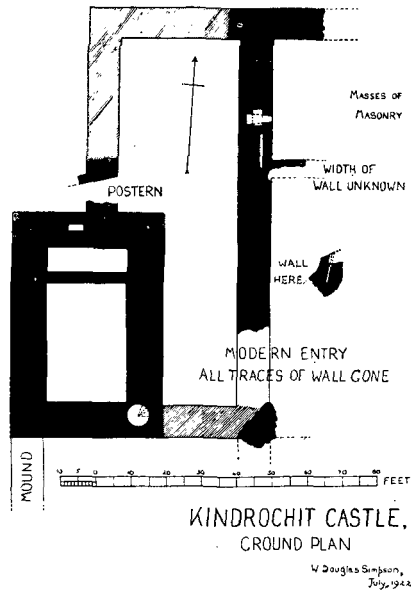 MASSES OF
MASONRY
WIDTH OF
WALL UNKNOWN
POSTERN
WALL
HERE.
MODERN ENTRY
ALL TRACES OF WALL GONE
MOUND
10 5 0 10 20 30 40 50 60 70 80 FEET
KINDROCHIT CASTLE,
GROUND PLAN
W Douglas Simpson,
July, 1922